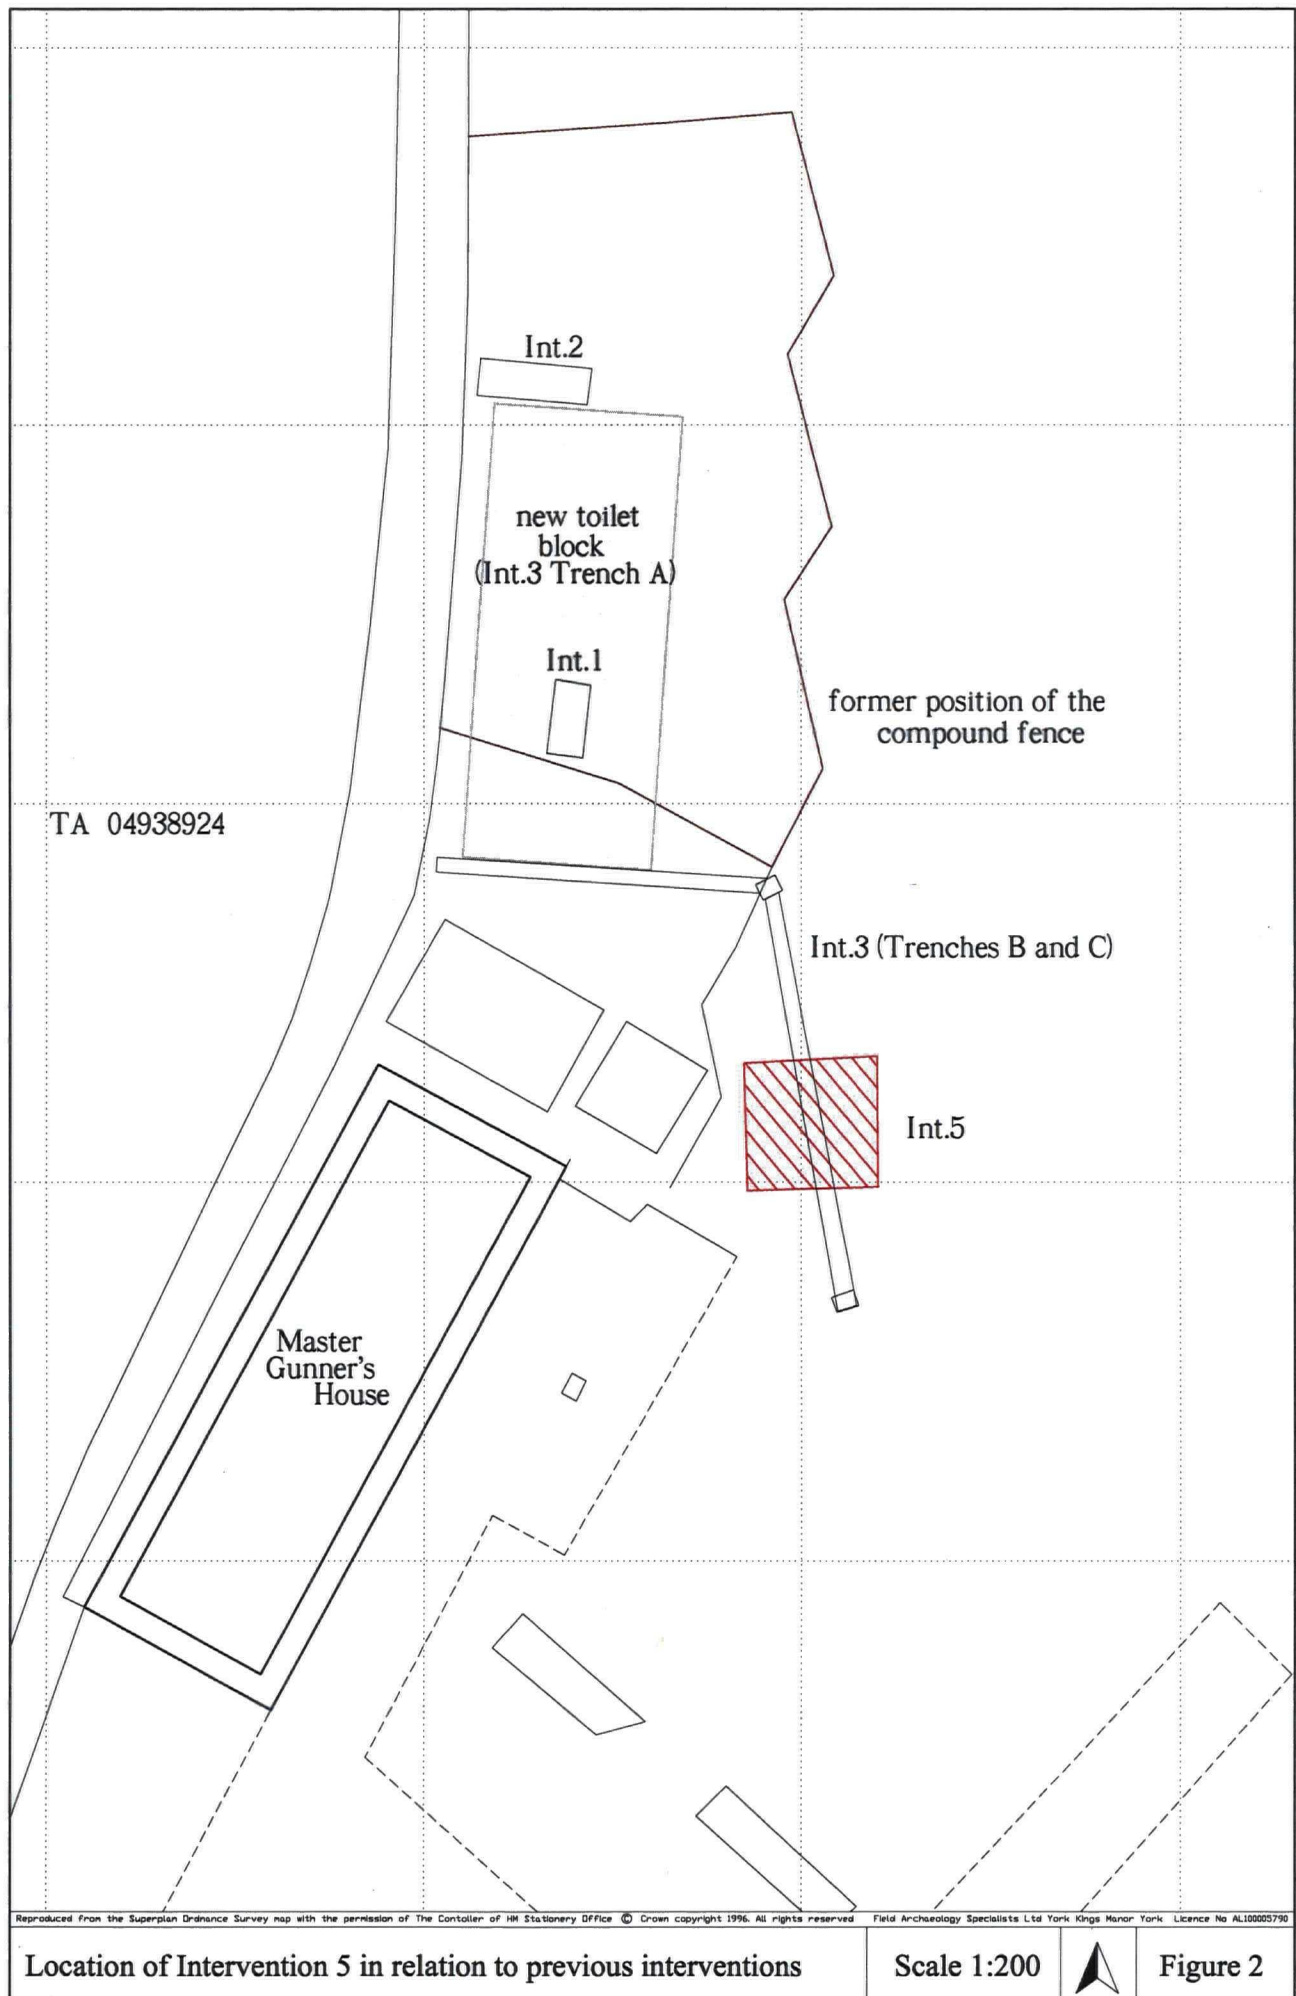 Int.2
new toilet
block
(Int.3 Trench A)
Int.1
former position of the
compound fence
TA 04938924
Int.3 (Trenches B and C)
Int.5
Master
Gunner's
House
Reproduced from the Superplan Ordnance Survey map with the permission of The Contoller of HM Stationery Office © Crown copyright 1996. All rights reserved Field Archaeology Specialists Ltd York Kings Manor York Licence No AL100005790
Location of Intervention 5 in relation to previous interventions
Scale 1:200
Figure 2